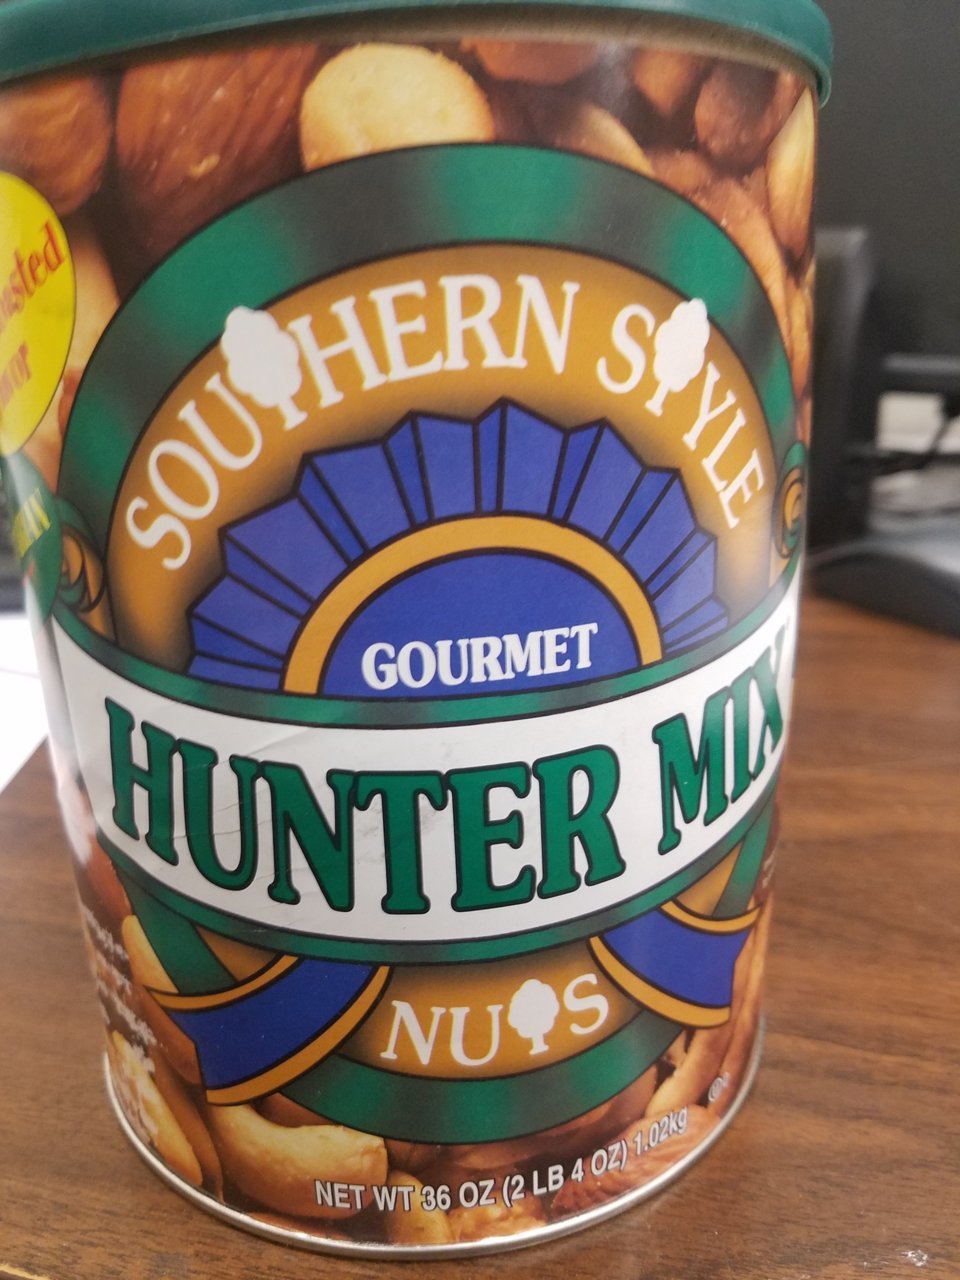 SOUTHERN STYLE
GOURMET
HUNTER MIX
NUTS
NET WT 36 OZ (2 LB 4 OZ) 1.02kg